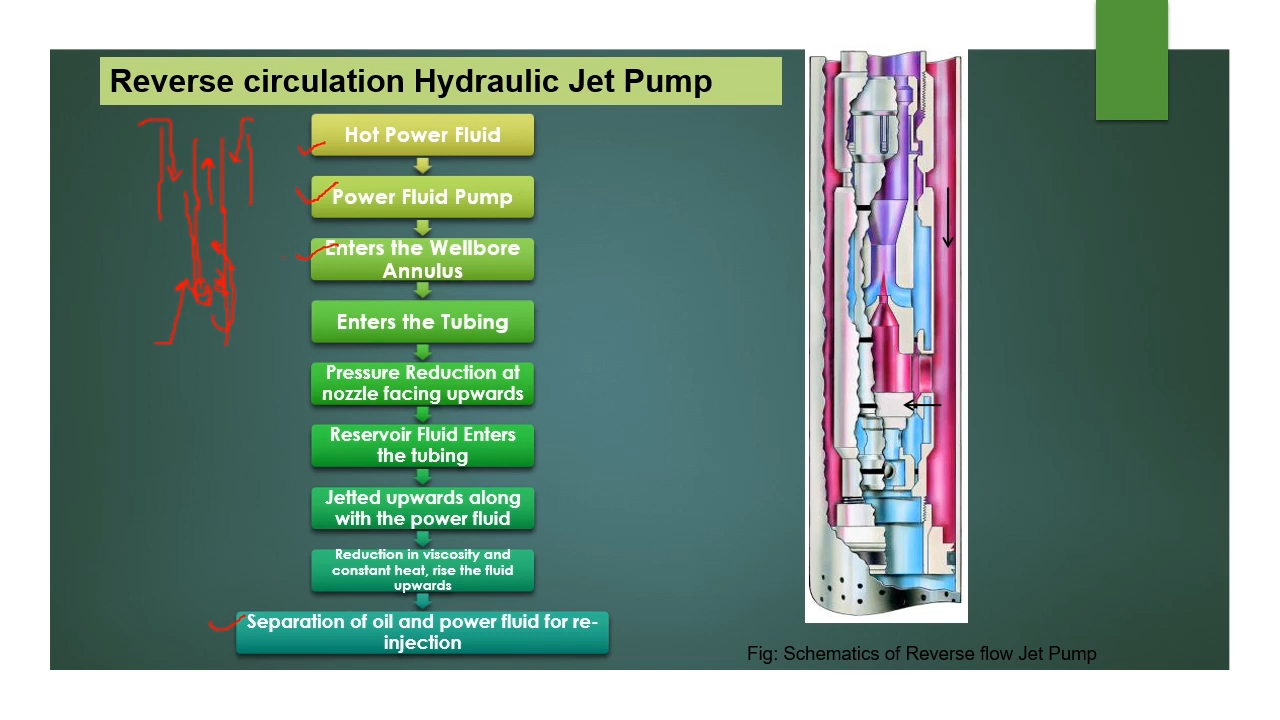 Reverse circulation Hydraulic Jet Pump
Hot Power Fluid
Power Fluid Pump
Enters the Wellbore
Annulus
Enters the Tubing
Pressure Reduction at
nozzle facing upwards
Reservoir Fluid Enters
the tubing
Jetted upwards along
with the power fluid
Reduction in viscosity and
constant heat, rise the fluid
upwards
Separation of oil and power fluid for re-
injection
Fig: Schematics of Reverse flow Jet Pump